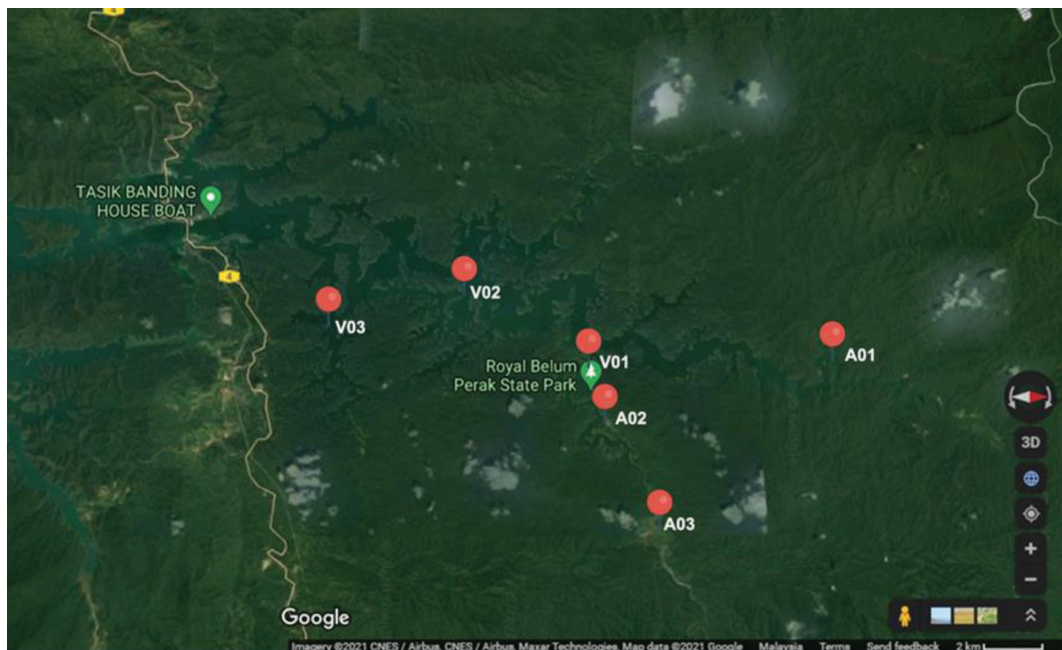 4
TASIK BANDING
HOUSE BOAT
4
V02
V03
V01
A01
Royal Belum
Perak State Park
A02
3D
A03
Google
Imagery ©2021 CNES / Airbus, CNES / Airbus, Maxar Technologies, Map data ©2021 Google Malaysia Terms Send feedback 2 km